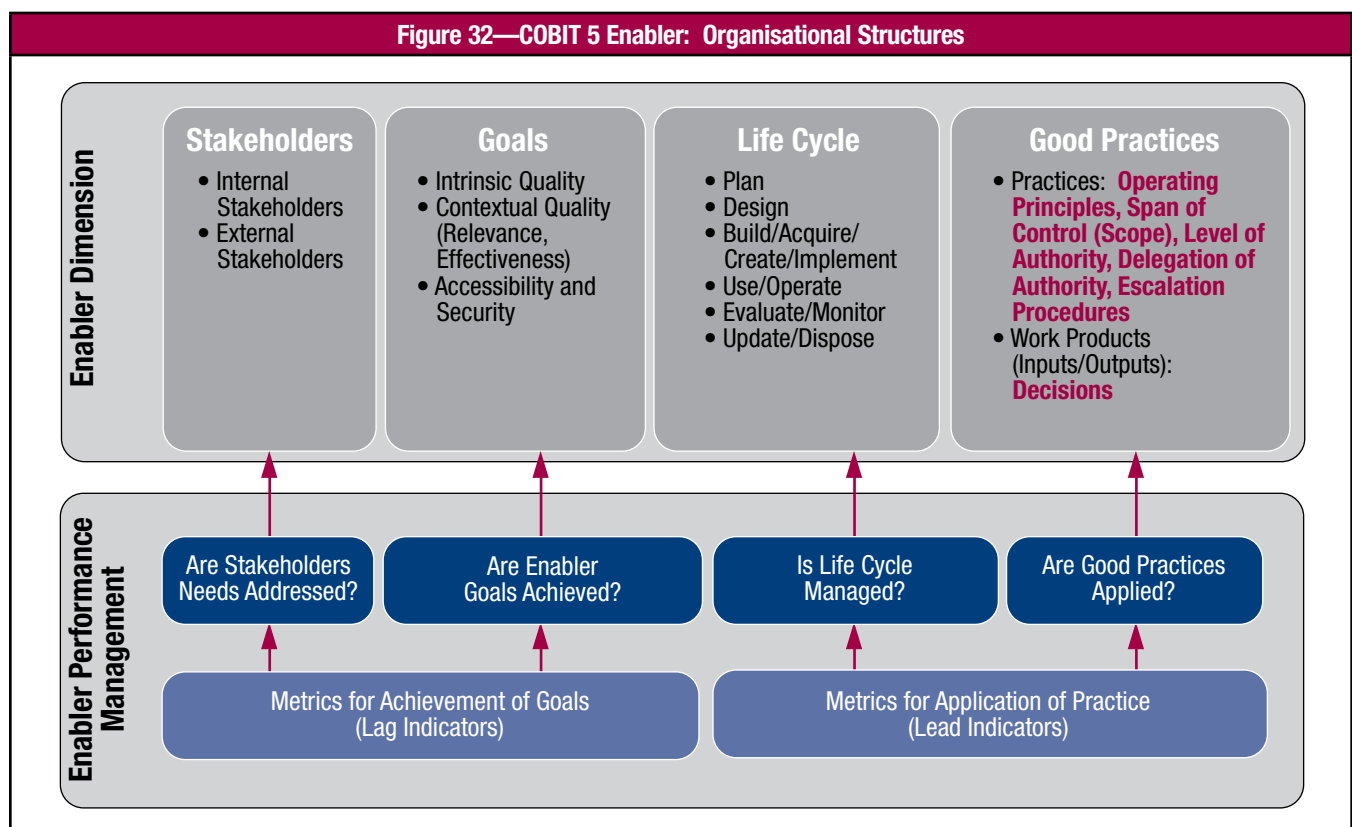 Figure 32—COBIT 5 Enabler: Organisational Structures
Enabler Dimension
Stakeholders
• Internal
Stakeholders
• External
Stakeholders
Goals
• Intrinsic Quality
• Contextual Quality
(Relevance,
Effectiveness)
• Accessibility and
Security
Life Cycle
• Plan
• Design
• Build/Acquire/
Create/Implement
• Use/Operate
• Evaluate/Monitor
• Update/Dispose
Good Practices
• Practices: Operating
Principles, Span of
Control (Scope), Level of
Authority, Delegation of
Authority, Escalation
Procedures
• Work Products
(Inputs/Outputs):
Decisions
Enabler Performance
Management
Are Stakeholders
Needs Addressed?
Are Enabler
Goals Achieved?
Is Life Cycle
Managed?
Are Good Practices
Applied?
Metrics for Achievement of Goals
(Lag Indicators)
Metrics for Application of Practice
(Lead Indicators)